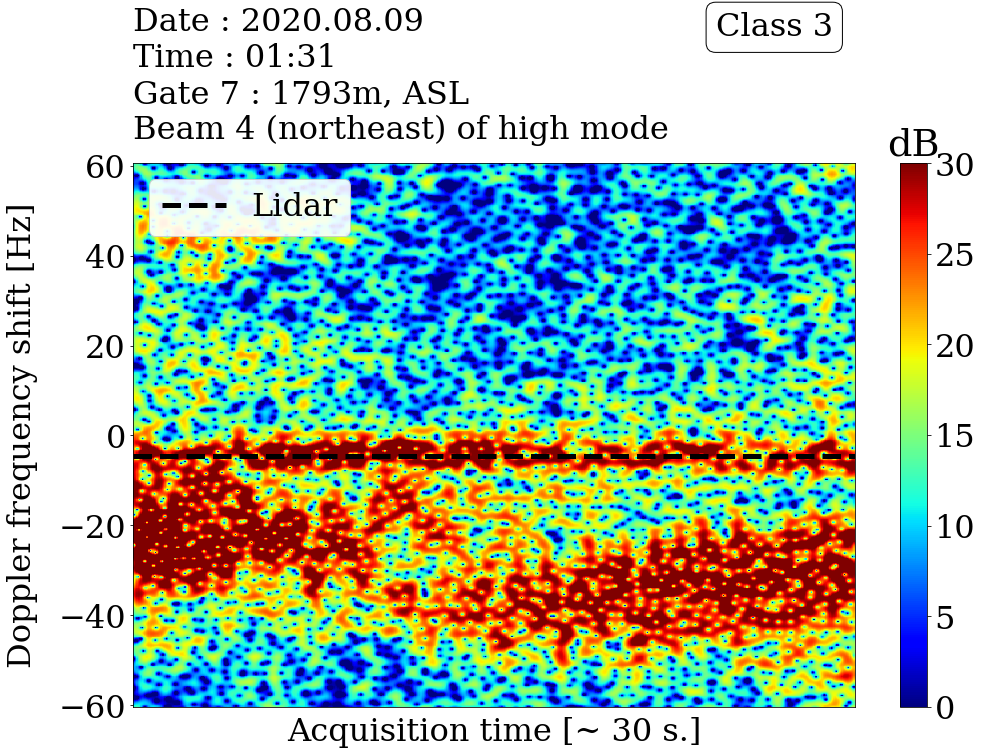 Date : 2020.08.09
Time : 01:31
Gate 7 : 1793m, ASL
Beam 4 (northeast) of high mode
Class 3
dB
Lidar
60
40
20
0
−20
−40
−60
Doppler frequency shift [Hz]
Acquisition time [~ 30 s.]
30
25
20
15
10
5
0